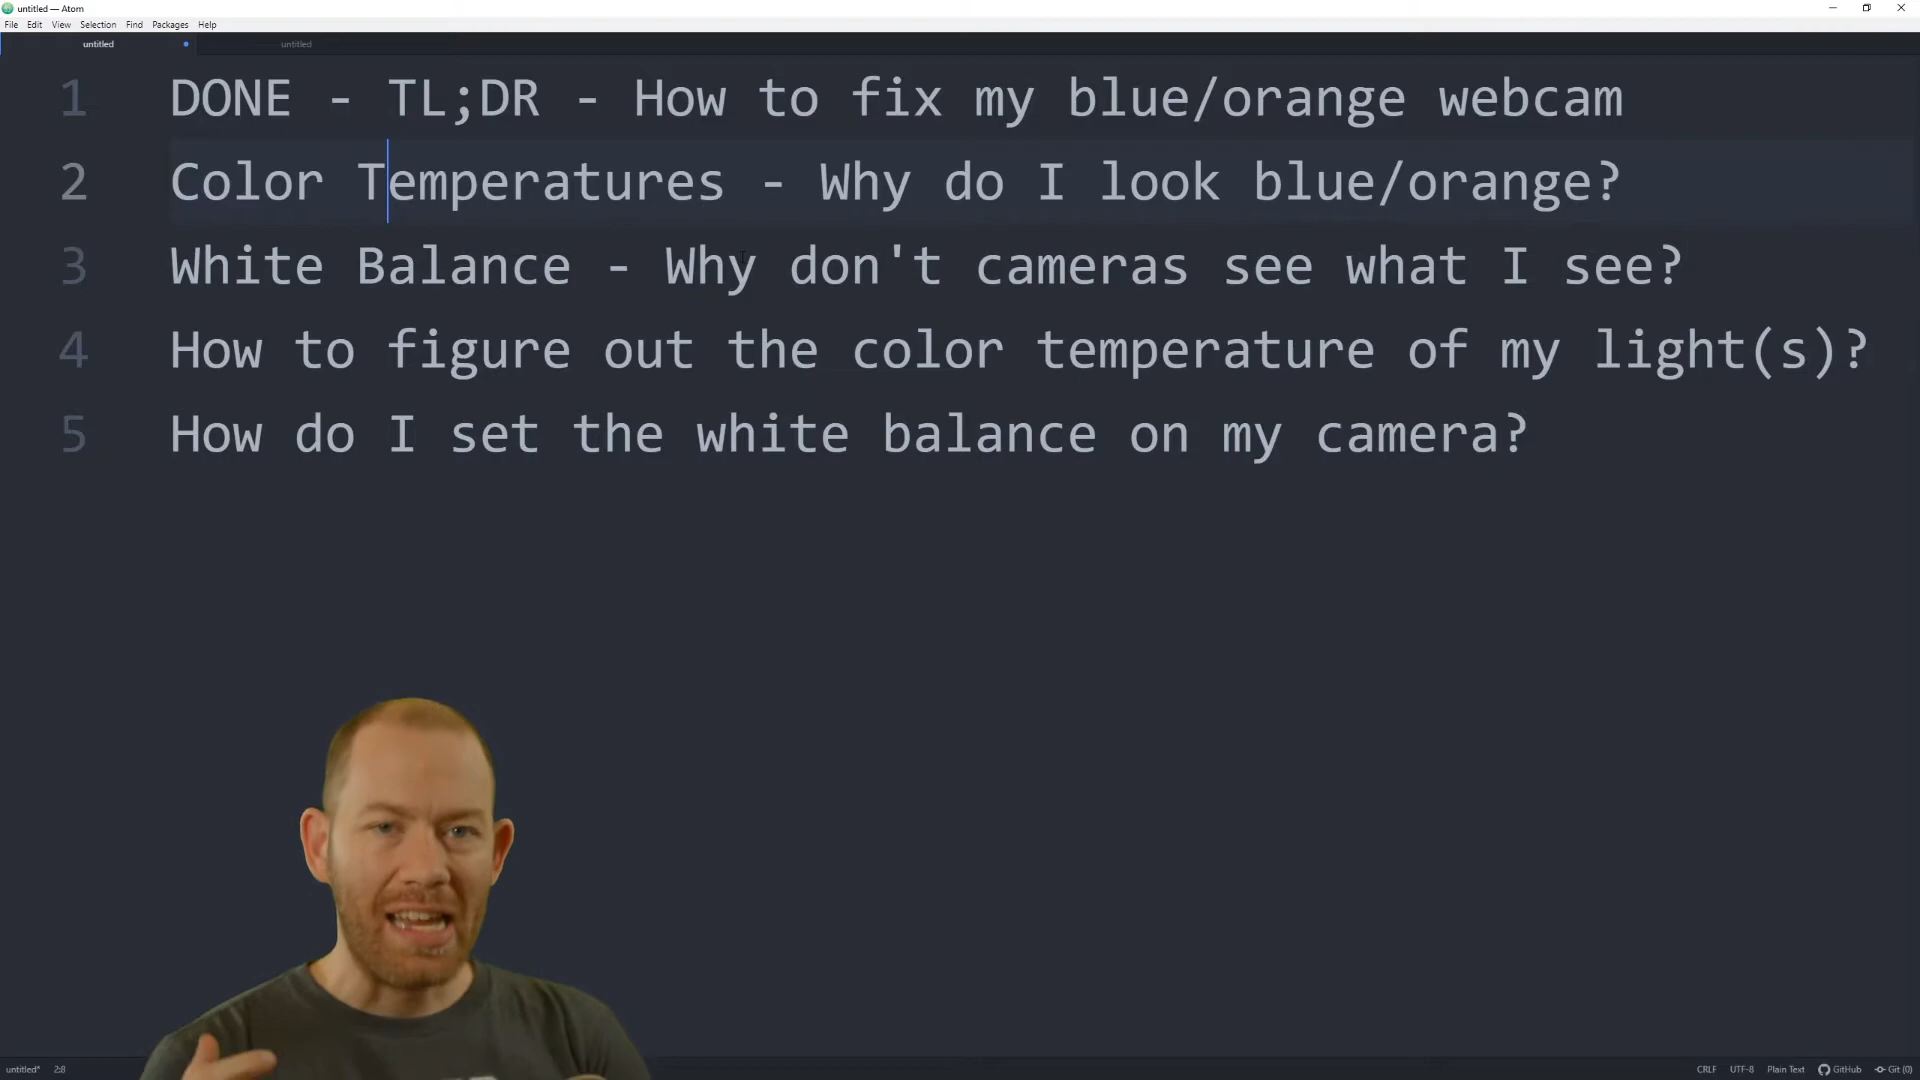 untitled — Atom
File Edit View Selection Find Packages Help
untitled untitled
1 DONE - TL;DR - How to fix my blue/orange webcam
2 Color Temperatures - Why do I look blue/orange?
3 White Balance - Why don't cameras see what I see?
4 How to figure out the color temperature of my light(s)?
5 How do I set the white balance on my camera?
untitled* 2:8 CRLF UTF-8 Plain Text GitHub Git (0)